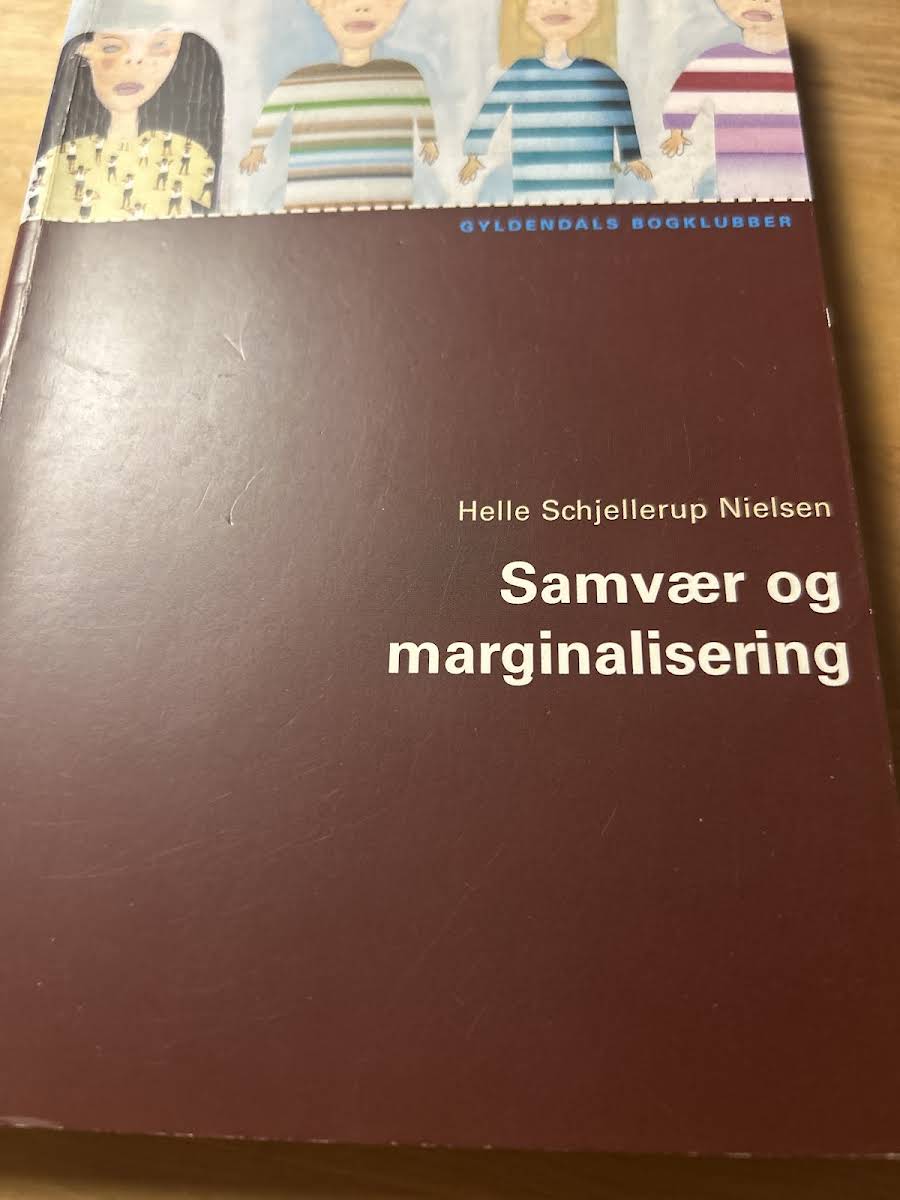 GYLDENDALS BOGKLUBBER
Helle Schjellerup Nielsen
Samvær og
marginalisering